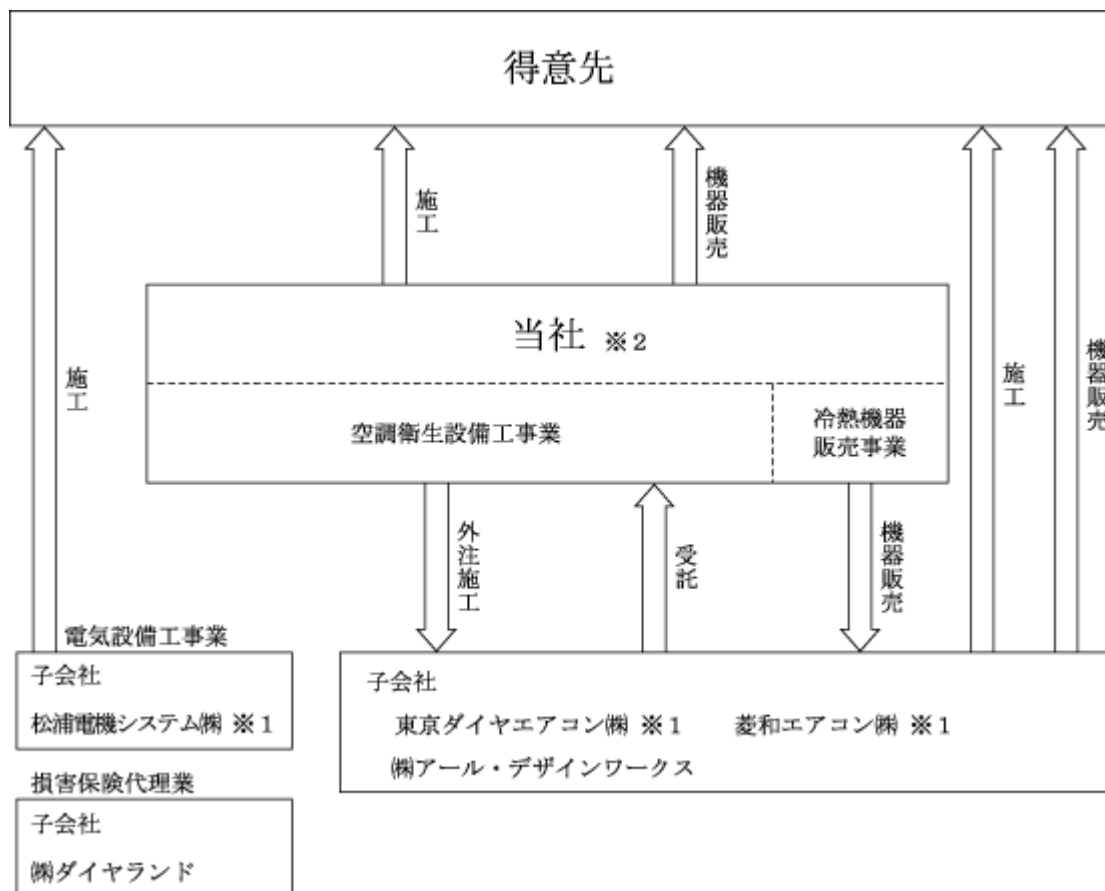 得意先
施工
機器販売
当社 ※2
空調衛生設備工事業
冷熱機器
販売事業
施工
施工
機器販売
外注施工
受託
機器販売
電気設備工事業
子会社
松浦電機システム㈱ ※1
子会社
東京ダイヤエアコン㈱ ※1 菱和エアコン㈱ ※1
㈱アール・デザインワークス
損害保険代理業
子会社
㈱ダイヤランド